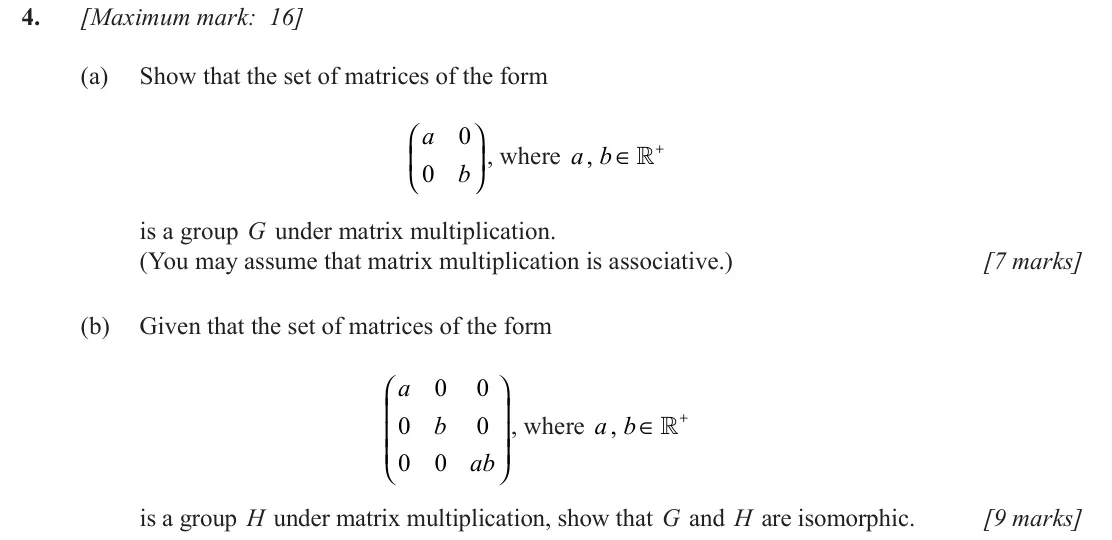 4. [Maximum mark: 16]
(a) Show that the set of matrices of the form
(a 0
0 b), where a, b ∈ ℝ⁺
is a group G under matrix multiplication.
(You may assume that matrix multiplication is associative.) [7 marks]
(b) Given that the set of matrices of the form
(a 0 0
0 b 0
0 0 ab), where a, b ∈ ℝ⁺
is a group H under matrix multiplication, show that G and H are isomorphic. [9 marks]